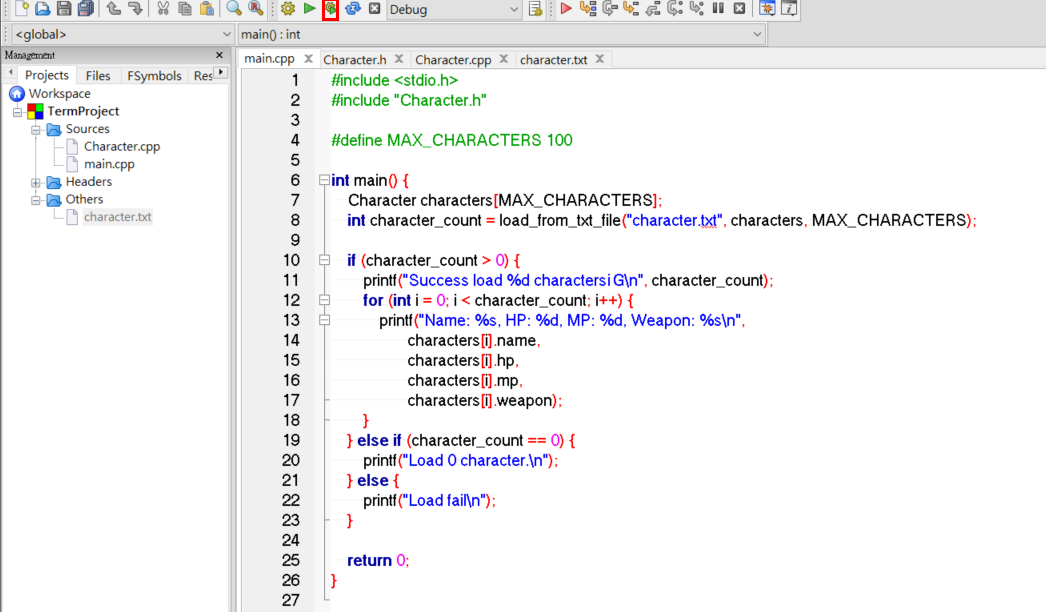 Debug
<global>
main() : int
Management
Projects Files FSymbols Res
Workspace
TermProject
Sources
Character.cpp
main.cpp
Headers
Others
character.txt
main.cpp Character.h Character.cpp character.txt
1 #include <stdio.h>
2 #include "Character.h"
3
4 #define MAX_CHARACTERS 100
5
6 int main() {
7 Character characters[MAX_CHARACTERS];
8 int character_count = load_from_txt_file("character.txt", characters, MAX_CHARACTERS);
9
10 if (character_count > 0) {
11 printf("Success load %d charactersi G\n", character_count);
12 for (int i = 0; i < character_count; i++) {
13 printf("Name: %s, HP: %d, MP: %d, Weapon: %s\n",
14 characters[i].name,
15 characters[i].hp,
16 characters[i].mp,
17 characters[i].weapon);
18 }
19 } else if (character_count == 0) {
20 printf("Load 0 character.\n");
21 } else {
22 printf("Load fail\n");
23 }
24
25 return 0;
26 }
27